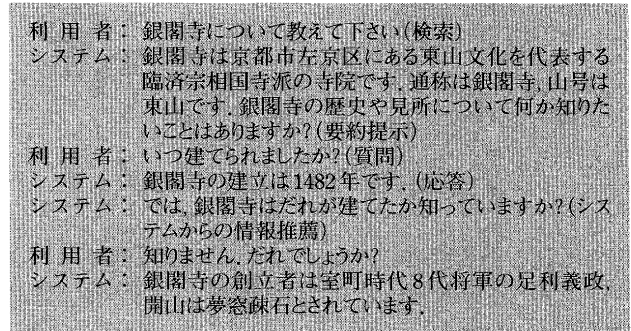 利用者： 銀閣寺について教えて下さい(検索)
システム： 銀閣寺は京都市左京区にある東山文化を代表する
臨済宗相国寺派の寺院です．通称は銀閣寺，山号は
東山です．銀閣寺の歴史や見所について何か知りた
いことはありますか？(要約提示)
利用者： いつ建てられましたか？(質問)
システム： 銀閣寺の建立は1482年です．(応答)
システム： では，銀閣寺はだれが建てたか知っていますか？(シス
テムからの情報推薦)
利用者： 知りません．だれでしょうか？
システム： 銀閣寺の創立者は室町時代8代将軍の足利義政，
開山は夢窓疎石とされています．